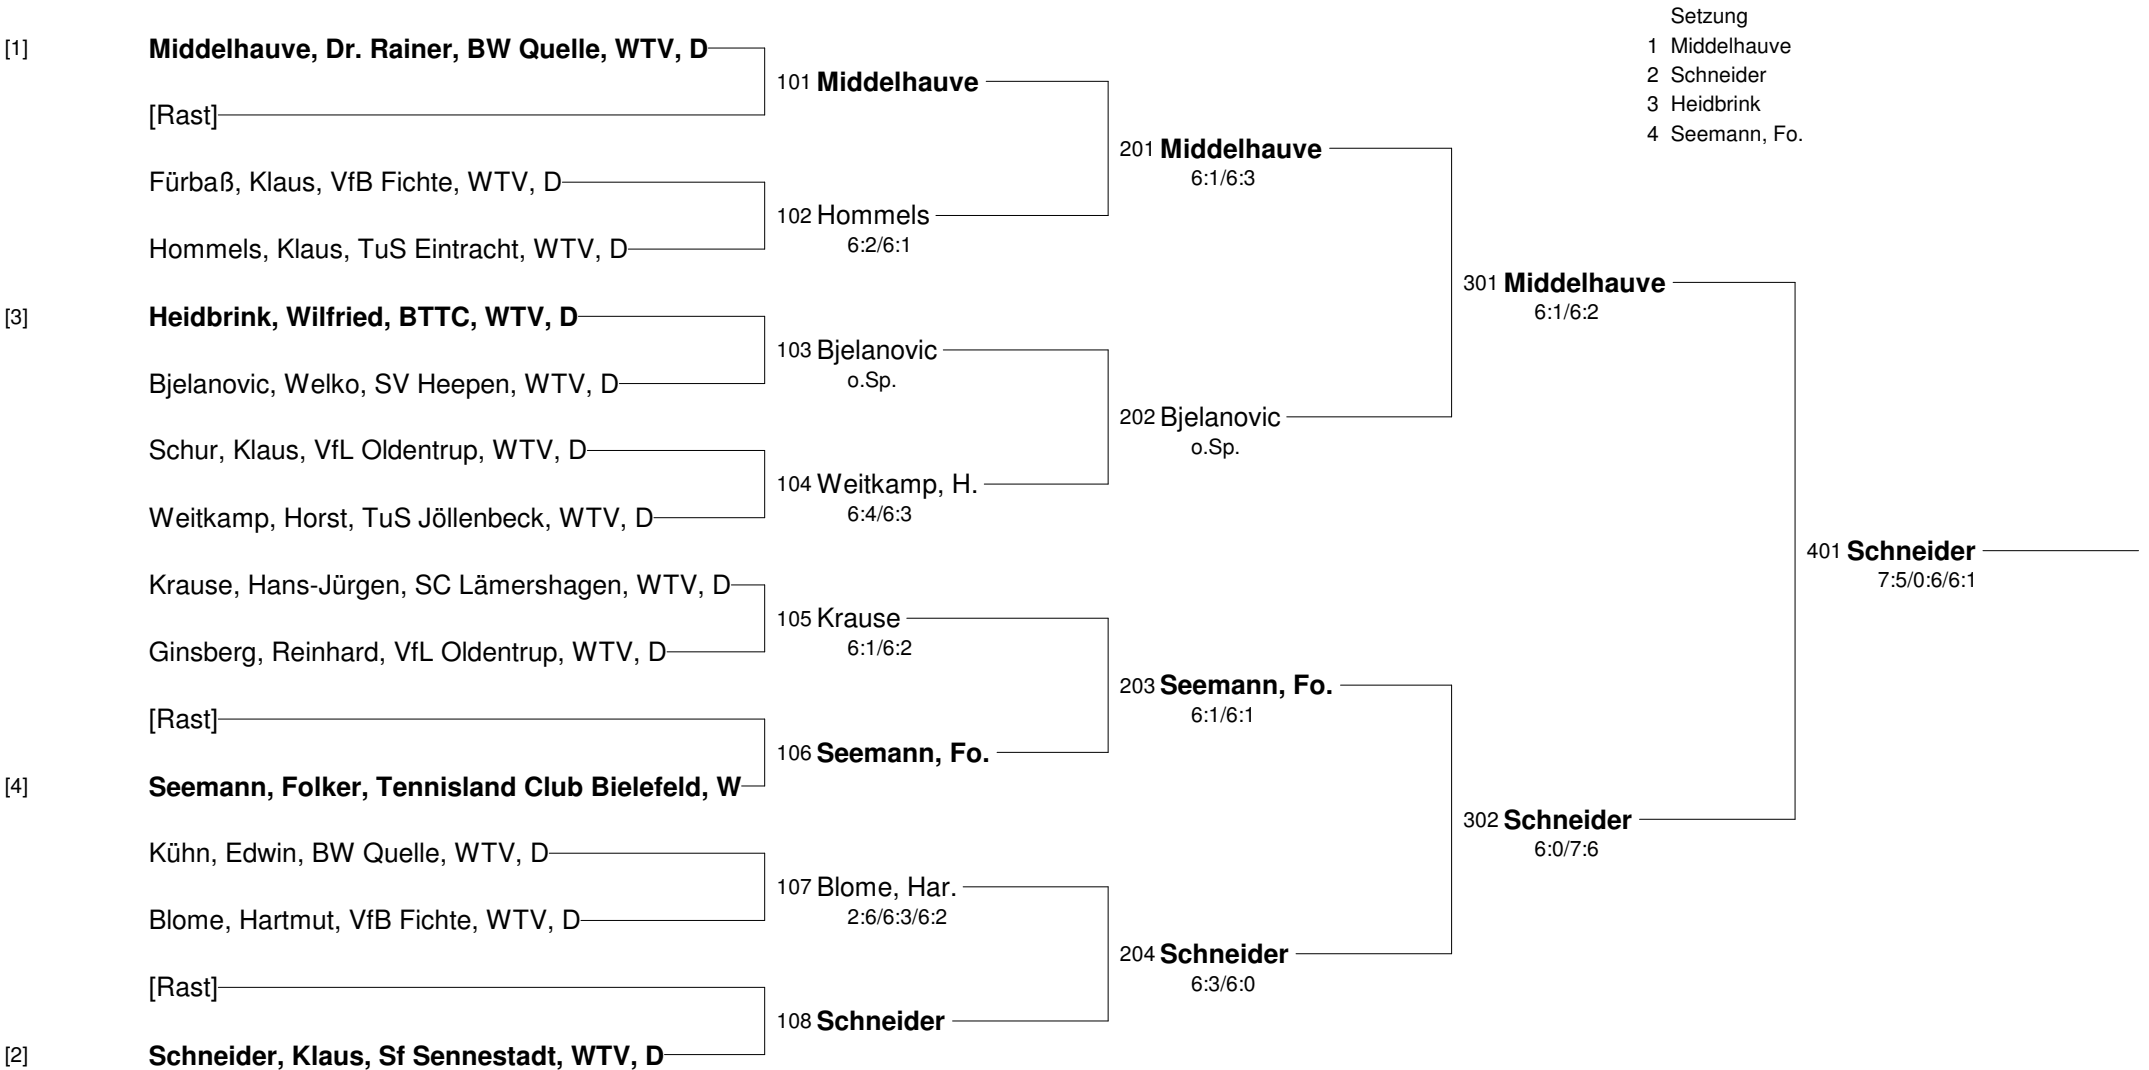 Setzung
1 Middelhauve
2 Schneider
3 Heidbrink
4 Seemann, Fo.
[1] Middelhauve, Dr. Rainer, BW Quelle, WTV, D
[Rast]
Fürbaß, Klaus, VfB Fichte, WTV, D
Hommels, Klaus, TuS Eintracht, WTV, D
[3] Heidbrink, Wilfried, BTTC, WTV, D
Bjelanovic, Welko, SV Heepen, WTV, D
Schur, Klaus, VfL Oldentrup, WTV, D
Weitkamp, Horst, TuS Jöllenbeck, WTV, D
Krause, Hans-Jürgen, SC Lämershagen, WTV, D
Ginsberg, Reinhard, VfL Oldentrup, WTV, D
[Rast]
[4] Seemann, Folker, Tennisland Club Bielefeld, W
Kühn, Edwin, BW Quelle, WTV, D
Blome, Hartmut, VfB Fichte, WTV, D
[Rast]
[2] Schneider, Klaus, Sf Sennestadt, WTV, D
101 Middelhauve
102 Hommels
6:2/6:1
103 Bjelanovic
o.Sp.
104 Weitkamp, H.
6:4/6:3
105 Krause
6:1/6:2
106 Seemann, Fo.
107 Blome, Har.
2:6/6:3/6:2
108 Schneider
201 Middelhauve
6:1/6:3
202 Bjelanovic
o.Sp.
203 Seemann, Fo.
6:1/6:1
204 Schneider
6:3/6:0
301 Middelhauve
6:1/6:2
302 Schneider
6:0/7:6
401 Schneider
7:5/0:6/6:1